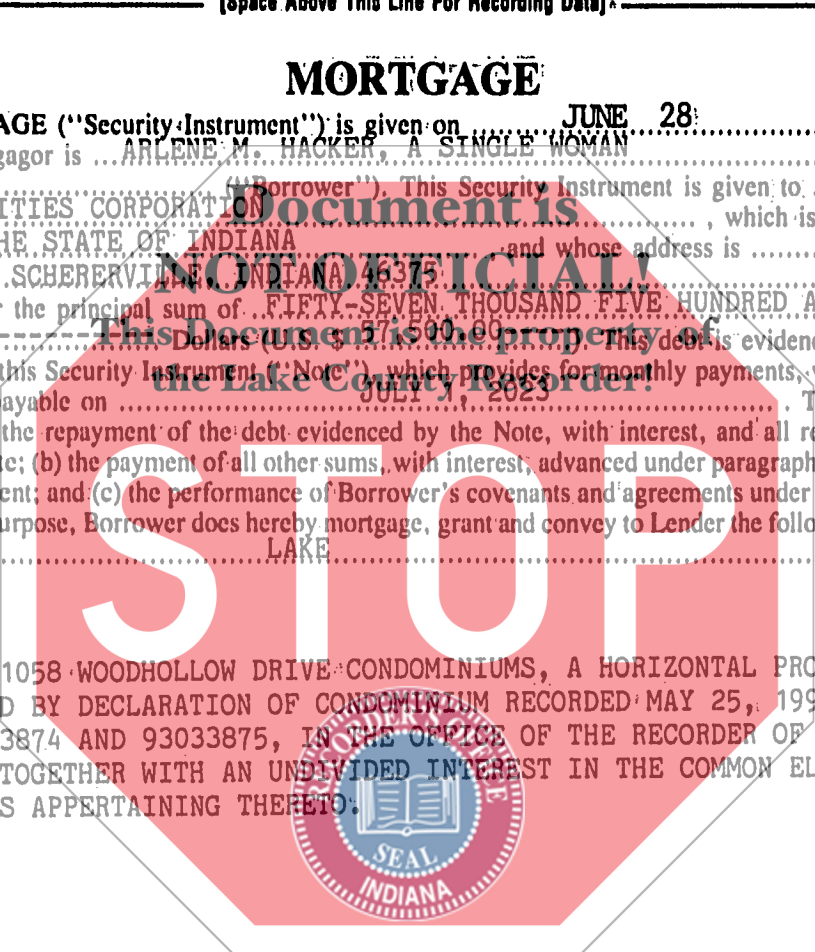 [Space Above This Line For Recording Data]
MORTGAGE
AGE ("Security Instrument") is given on ........ JUNE 28
gagor is ... ARLENE M. HACKER, A SINGLE WOMAN
("Borrower"). This Security Instrument is given to
ITIES CORPORATION , which is
Document is
HE STATE OF INDIANA and whose address is
NOT OFFICIAL!
SCHERERVILLE, INDIANA 46375
r the principal sum of FIFTY-SEVEN THOUSAND FIVE HUNDRED A
This Document is the property of
Dollars (U.S. $ 57,500.00 ). This debt is evidenc
the Lake County Recorder!
this Security Instrument ("Note"), which provides for monthly payments,
ayable on JULY 1, 2023 . T
the repayment of the debt evidenced by the Note, with interest, and all re
te; (b) the payment of all other sums, with interest, advanced under paragraph
ent; and (c) the performance of Borrower's covenants and agreements under
urpose, Borrower does hereby mortgage, grant and convey to Lender the follo
LAKE
STOP
1058 WOODHOLLOW DRIVE CONDOMINIUMS, A HORIZONTAL PRO
D BY DECLARATION OF CONDOMINIUM RECORDED MAY 25, 199
3874 AND 93033875, IN THE OFFICE OF THE RECORDER OF
TOGETHER WITH AN UNDIVIDED INTEREST IN THE COMMON EL
S APPERTAINING THERETO.
RECORDER'S OFFICE
SEAL
INDIANA